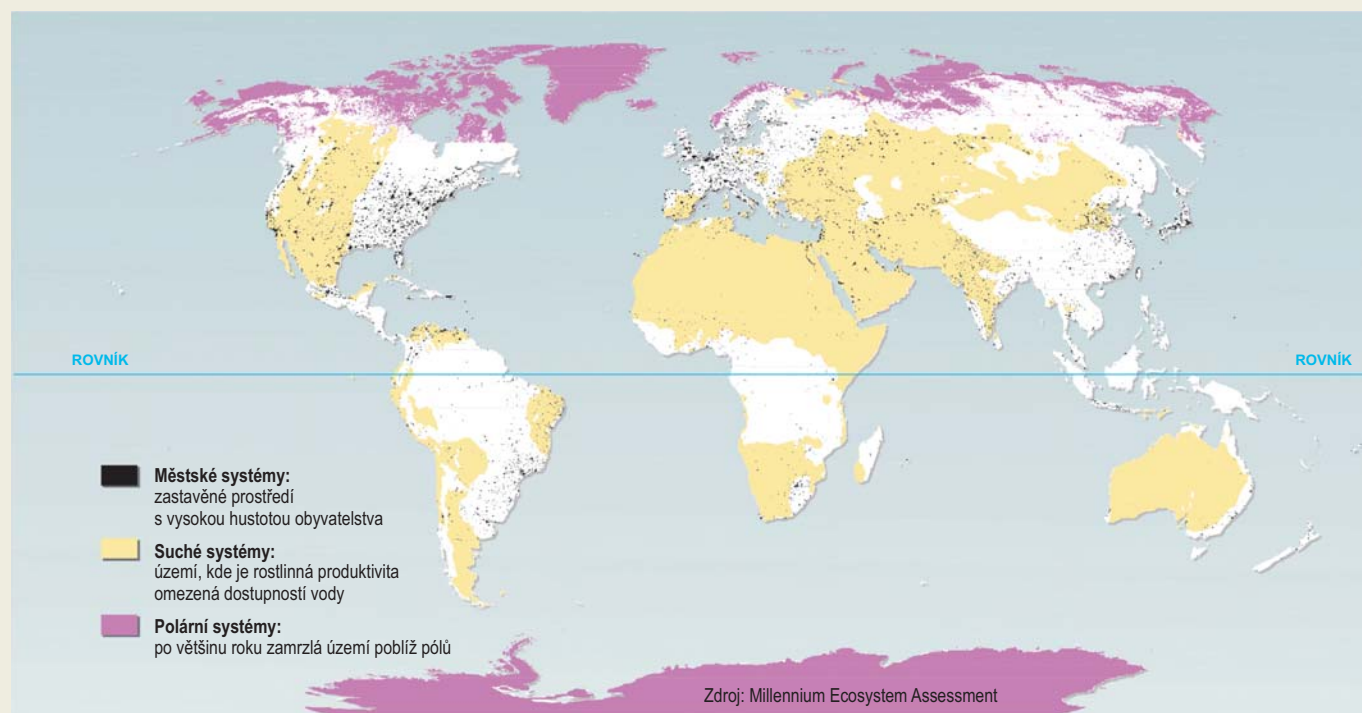 ROVNÍK
ROVNÍK
Městské systémy:
zastavěné prostředí
s vysokou hustotou obyvatelstva
Suché systémy:
území, kde je rostlinná produktivita
omezená dostupností vody
Polární systémy:
po většinu roku zamrzlá území poblíž pólů
Zdroj: Millennium Ecosystem Assessment